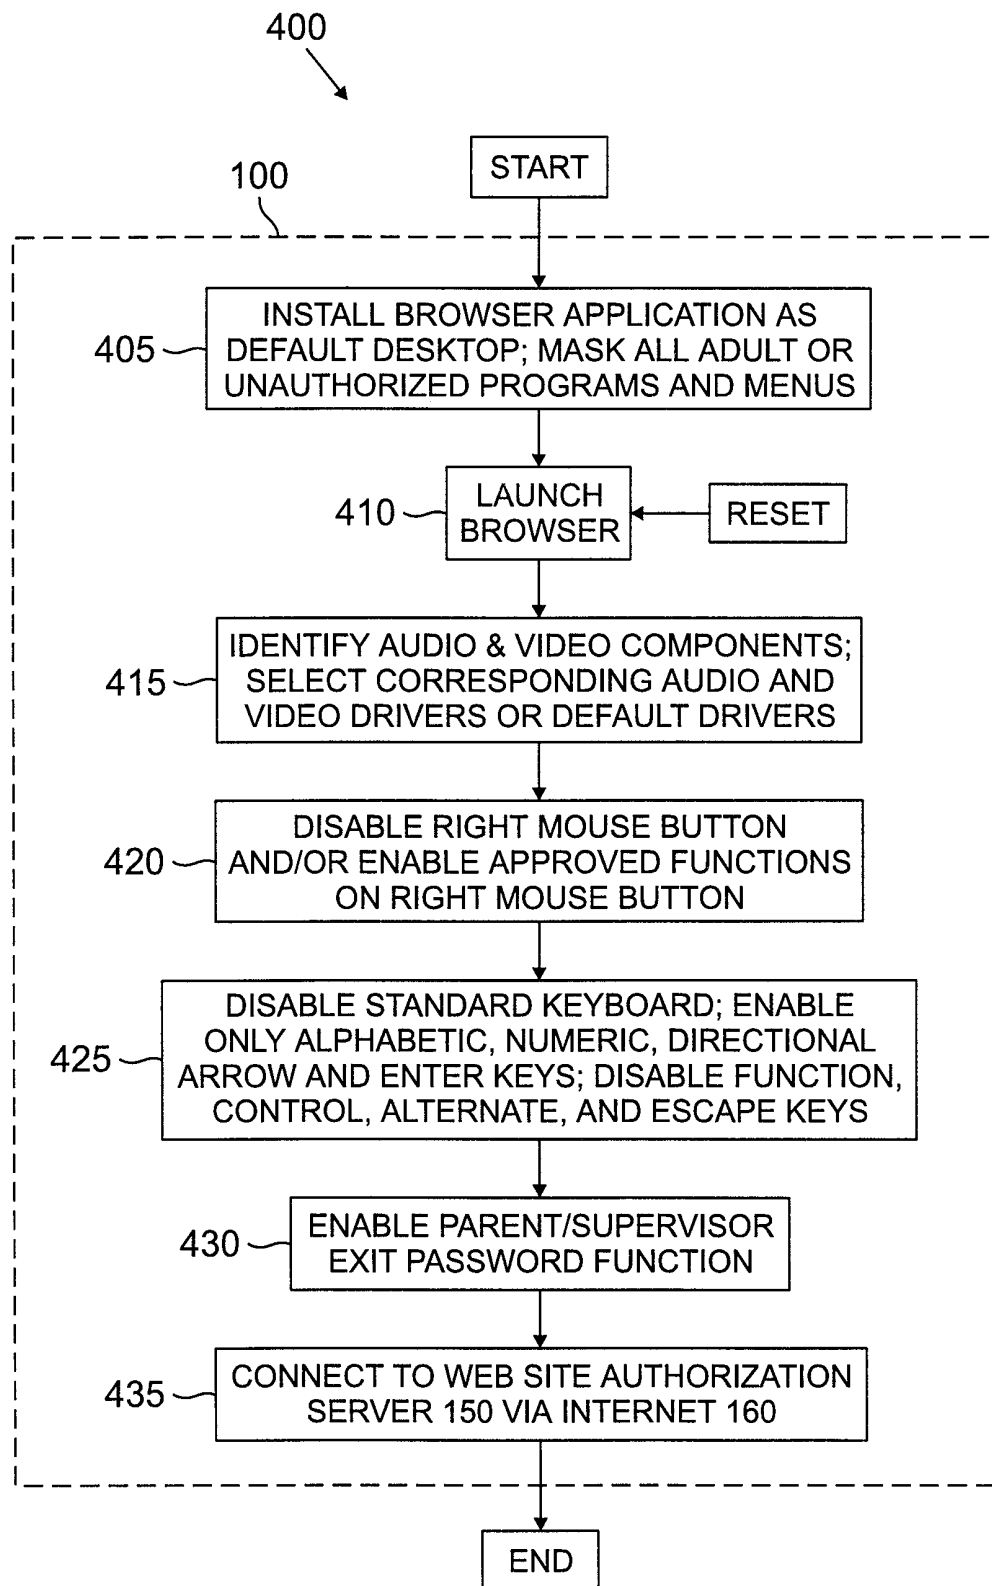 400
START
100
INSTALL BROWSER APPLICATION AS
405
DEFAULT DESKTOP; MASK ALL ADULT OR
UNAUTHORIZED PROGRAMS AND MENUS
LAUNCH
410
BROWSER
RESET
IDENTIFY AUDIO & VIDEO COMPONENTS;
415
SELECT CORRESPONDING AUDIO AND
VIDEO DRIVERS OR DEFAULT DRIVERS
DISABLE RIGHT MOUSE BUTTON
420
AND/OR ENABLE APPROVED FUNCTIONS
ON RIGHT MOUSE BUTTON
DISABLE STANDARD KEYBOARD; ENABLE
ONLY ALPHABETIC, NUMERIC, DIRECTIONAL
425
ARROW AND ENTER KEYS; DISABLE FUNCTION,
CONTROL, ALTERNATE, AND ESCAPE KEYS
ENABLE PARENT/SUPERVISOR
430
EXIT PASSWORD FUNCTION
CONNECT TO WEB SITE AUTHORIZATION
435
SERVER 150 VIA INTERNET 160
END